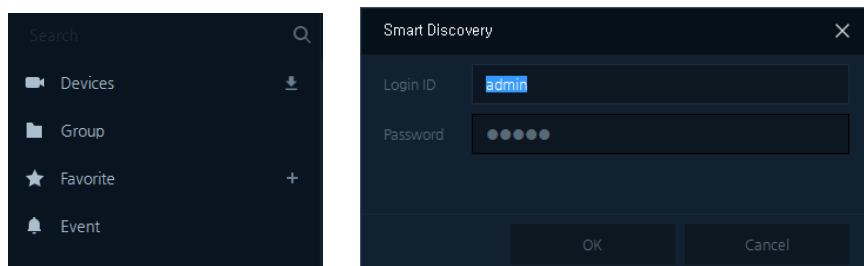 Search
Devices
Group
Favorite
Event
Smart Discovery
Login ID
admin
Password
●●●●●
OK
Cancel